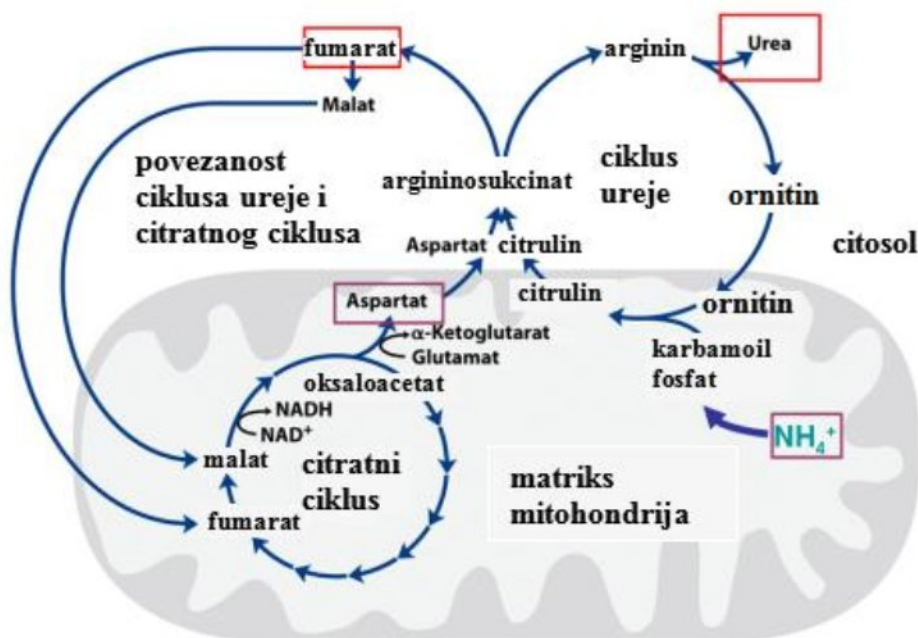 fumarat
arginin
Urea
Malat
povezanost
ciklusa ureje i
citratnog ciklusa
argininosukcinat
ciklus
ureje
ornitin
Aspartat
citrulin
citosol
Aspartat
citrulin
ornitin
α-Ketoglutarat
Glutamat
karbamoil
fosfat
oksaloacetat
NADH
NAD⁺
NH₄⁺
malat
citratni
ciklus
matriks
mitohondrija
fumarat